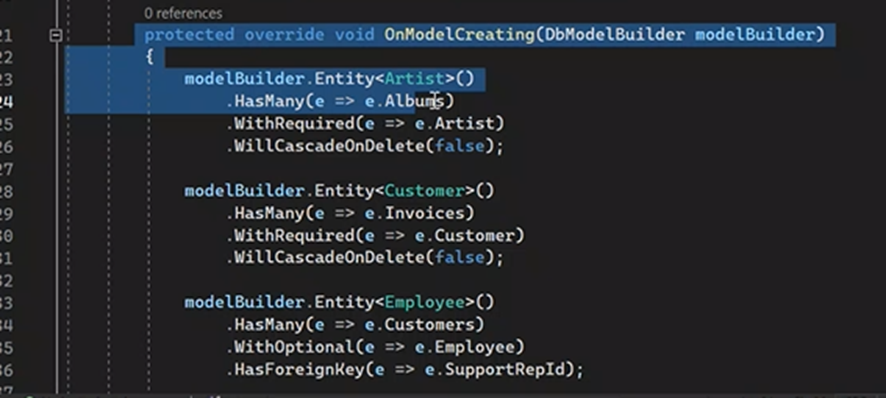 0 references
21 protected override void OnModelCreating(DbModelBuilder modelBuilder)
22 {
23 modelBuilder.Entity<Artist>()
24 .HasMany(e => e.Albums)
25 .WithRequired(e => e.Artist)
26 .WillCascadeOnDelete(false);
27
28 modelBuilder.Entity<Customer>()
29 .HasMany(e => e.Invoices)
30 .WithRequired(e => e.Customer)
31 .WillCascadeOnDelete(false);
32
33 modelBuilder.Entity<Employee>()
34 .HasMany(e => e.Customers)
35 .WithOptional(e => e.Employee)
36 .HasForeignKey(e => e.SupportRepId);